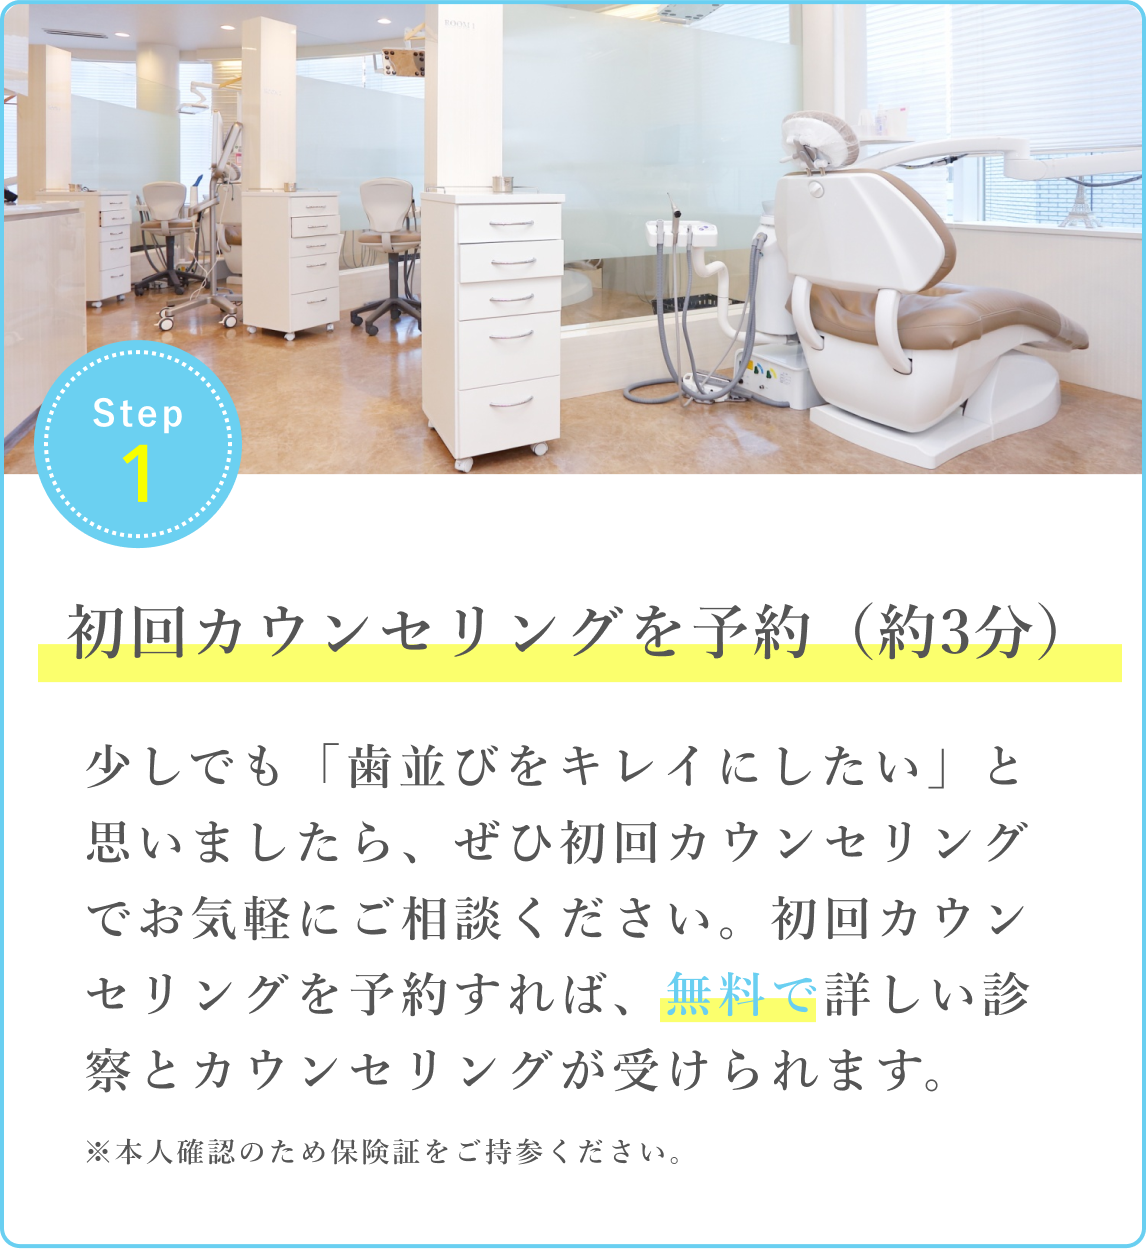 Step
1
初回カウンセリングを予約（約3分）
少しでも「歯並びをキレイにしたい」と
思いましたら、ぜひ初回カウンセリング
でお気軽にご相談ください。初回カウン
セリングを予約すれば、無料で詳しい診
察とカウンセリングが受けられます。
※本人確認のため保険証をご持参ください。